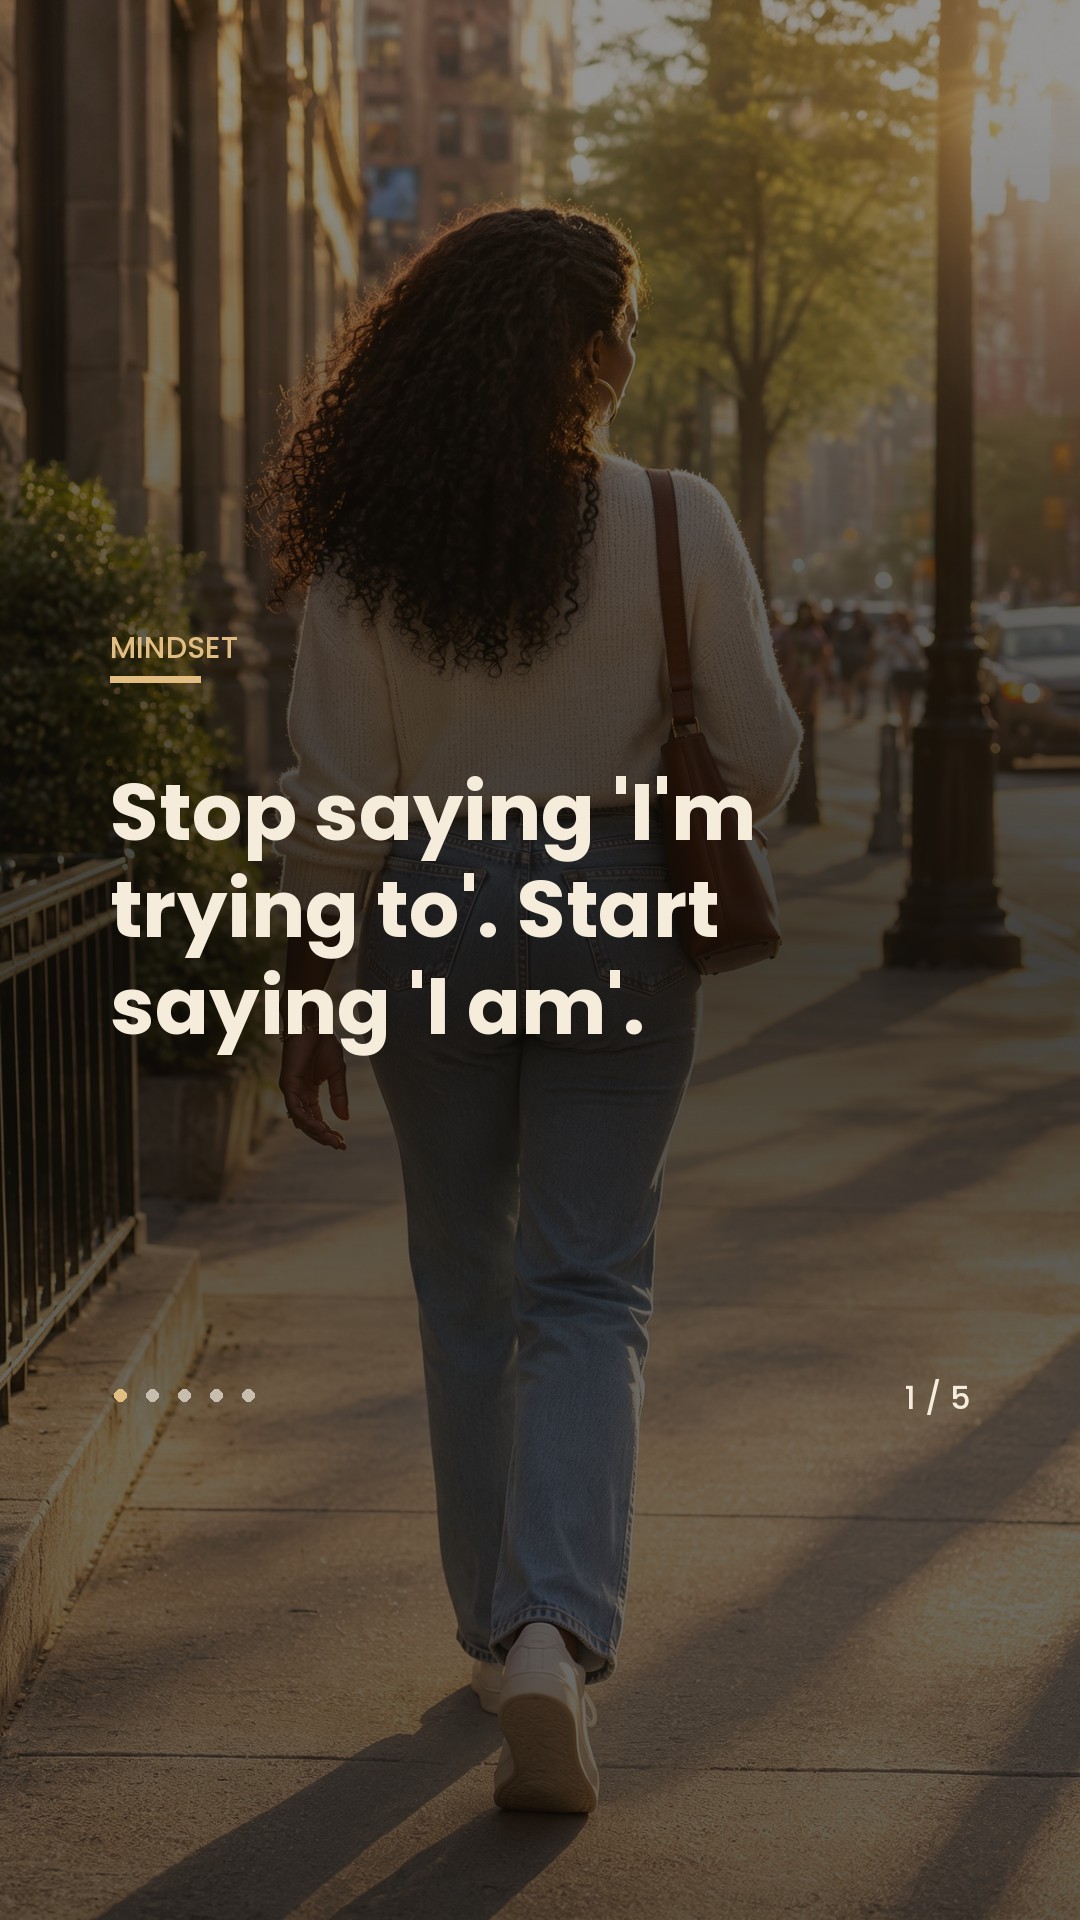 MINDSET
Stop saying 'I'm
trying to'. Start
saying 'I am'.
1 / 5